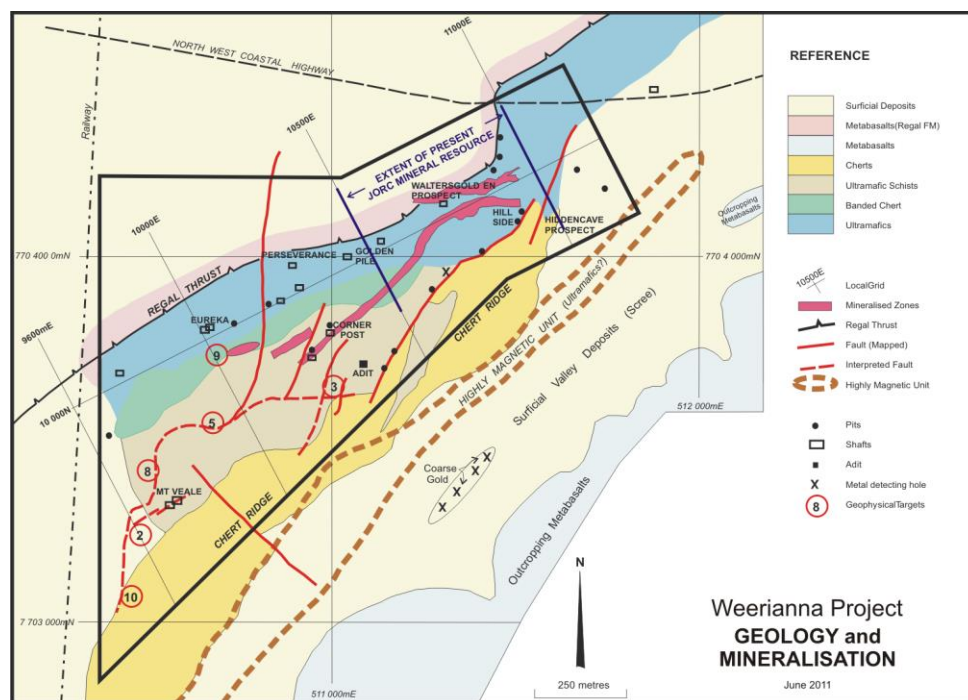 11000E
NORTH WEST COASTAL HIGHWAY
Railway
10500E
EXTENT OF PRESENT
JORC MINERAL RESOURCE
WALTERSGOLD EN
PROSPECT
10000E
HILL
SIDE
HIDDENCAVE
PROSPECT
Outcropping
Metabasalts
770 400 0mN
770 4 000mN
PERSEVERANCE
GOLDEN
PILE
REGAL THRUST
9600mE
EUREKA
CORNER
POST
9
ADIT
3
CHERT RIDGE
HIGHLY MAGNETIC UNIT (Ultramafics?)
Surficial Valley Deposits (Scree)
10 000N
5
512 000mE
8
MT VEALE
Coarse
Gold
2
CHERT RIDGE
Outcropping Metabasalts
10
7 703 000mN
511 000mE
N
250 metres
REFERENCE
Surficial Deposits
Metabasalts(Regal FM)
Metabasalts
Cherts
Ultramafic Schists
Banded Chert
Ultramafics
10500E
LocalGrid
Mineralised Zones
Regal Thrust
Fault (Mapped)
Interpreted Fault
Highly Magnetic Unit
Pits
Shafts
Adit
X Metal detecting hole
8 GeophysicalTargets
Weerianna Project
GEOLOGY and
MINERALISATION
June 2011